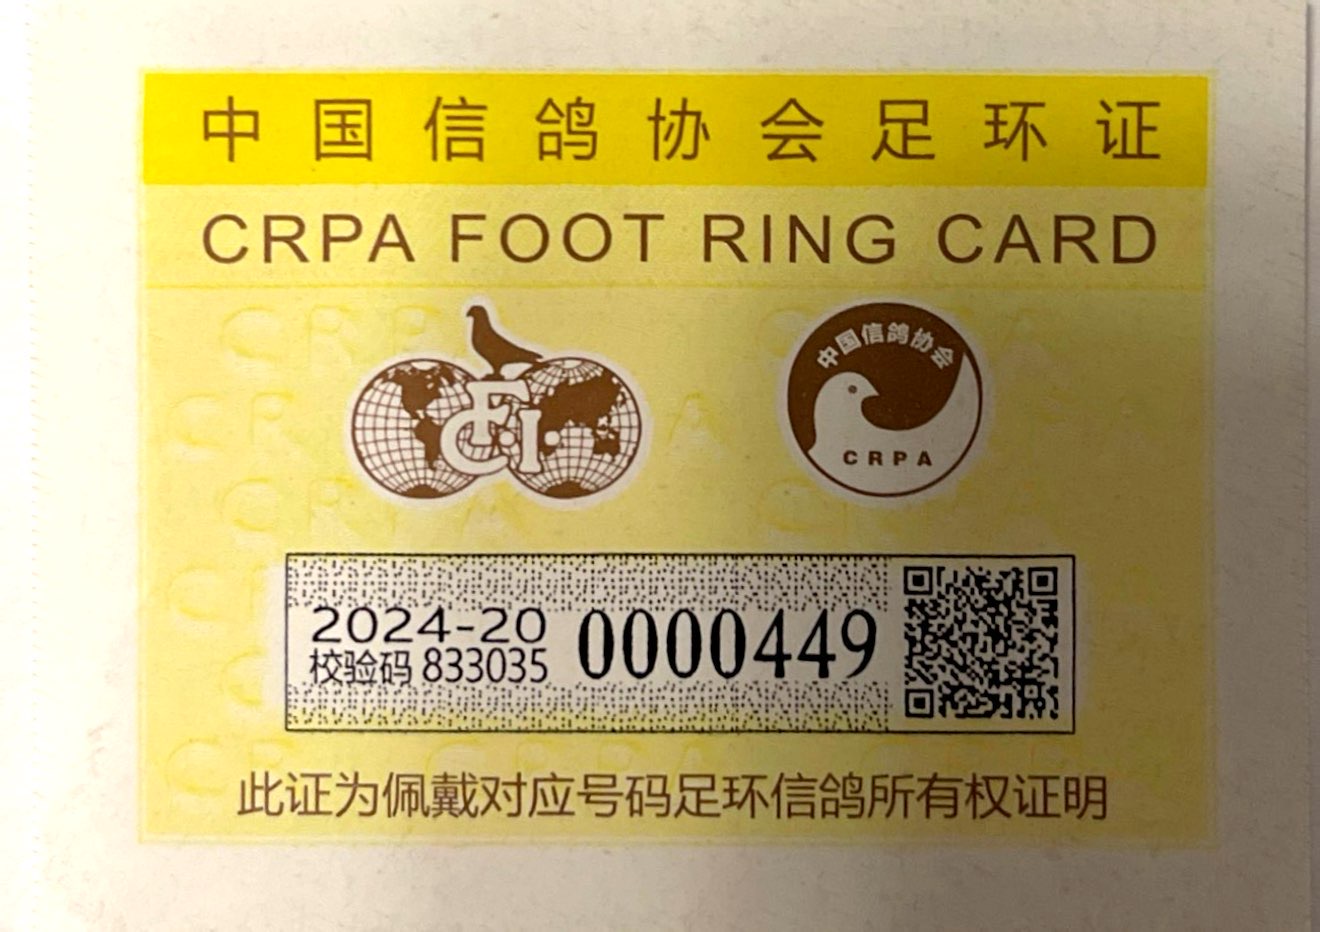 中国信鸽协会足环证
CRPA FOOT RING CARD
FCI
中国信鸽协会
CRPA
2024-20
校验码 833035
0000449
此证为佩戴对应号码足环信鸽所有权证明